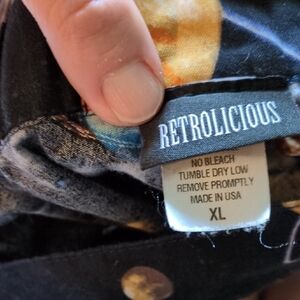 RETROLICIOUS
NO BLEACH
TUMBLE DRY LOW
REMOVE PROMPTLY
MADE IN USA
XL